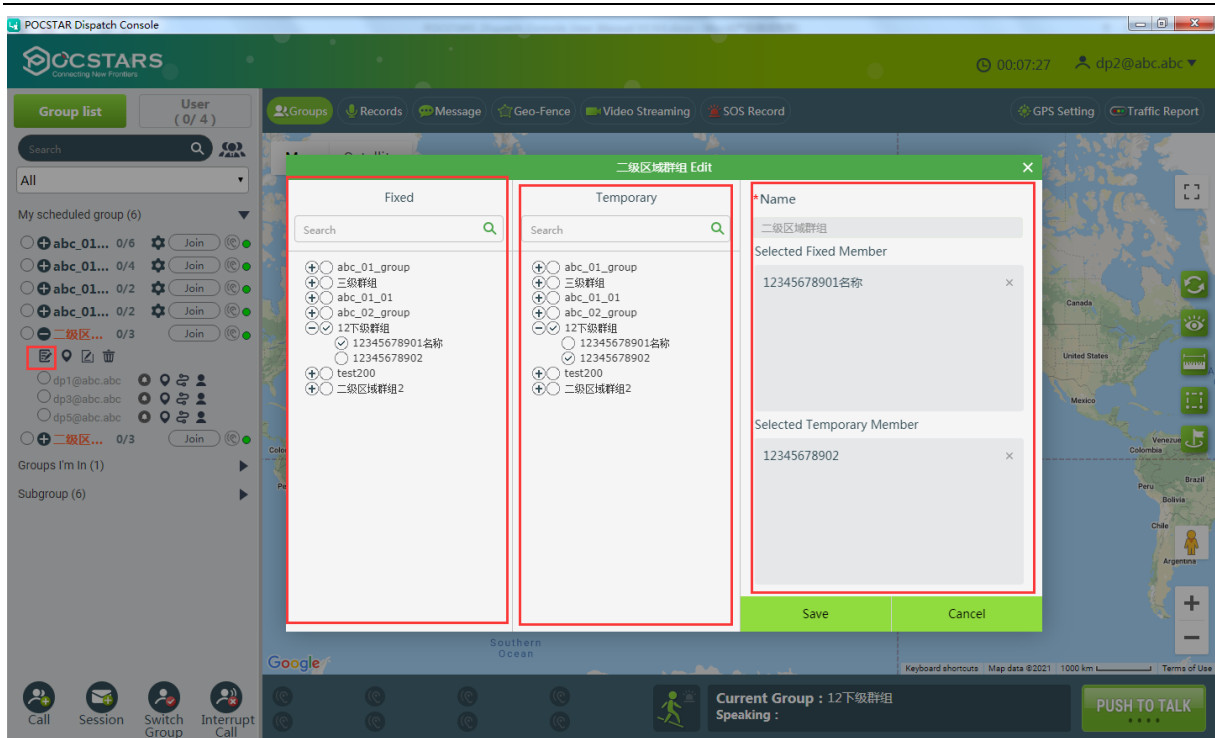 POCSTAR Dispatch Console
POCSTARS
Connecting New Frontiers
00:07:27
dp2@abc.abc
Group list
User
( 0/ 4 )
Groups
Records
Message
Geo-Fence
Video Streaming
SOS Record
GPS Setting
Traffic Report
Search
All
My scheduled group (6)
abc_01... 0/6 Join
abc_01... 0/4 Join
abc_01... 0/2 Join
abc_01... 0/2 Join
二级区... 0/3 Join
dp1@abc.abc
dp3@abc.abc
dp5@abc.abc
二级区... 0/3 Join
Groups I'm In (1)
Subgroup (6)
二级区域群组 Edit
Fixed
Search
abc_01_group
三级群组
abc_01_01
abc_02_group
12下级群组
12345678901名称
12345678902
test200
二级区域群组2
Temporary
Search
abc_01_group
三级群组
abc_01_01
abc_02_group
12下级群组
12345678901名称
12345678902
test200
二级区域群组2
*Name
二级区域群组
Selected Fixed Member
12345678901名称
Selected Temporary Member
12345678902
Save
Cancel
Canada
United States
Mexico
Colombia
Peru
Brazil
Bolivia
Chile
Argentina
Southern
Ocean
Google
Keyboard shortcuts
Map data ©2021
1000 km
Terms of Use
Call
Session
Switch
Group
Interrupt
Call
Current Group : 12下级群组
Speaking :
PUSH TO TALK